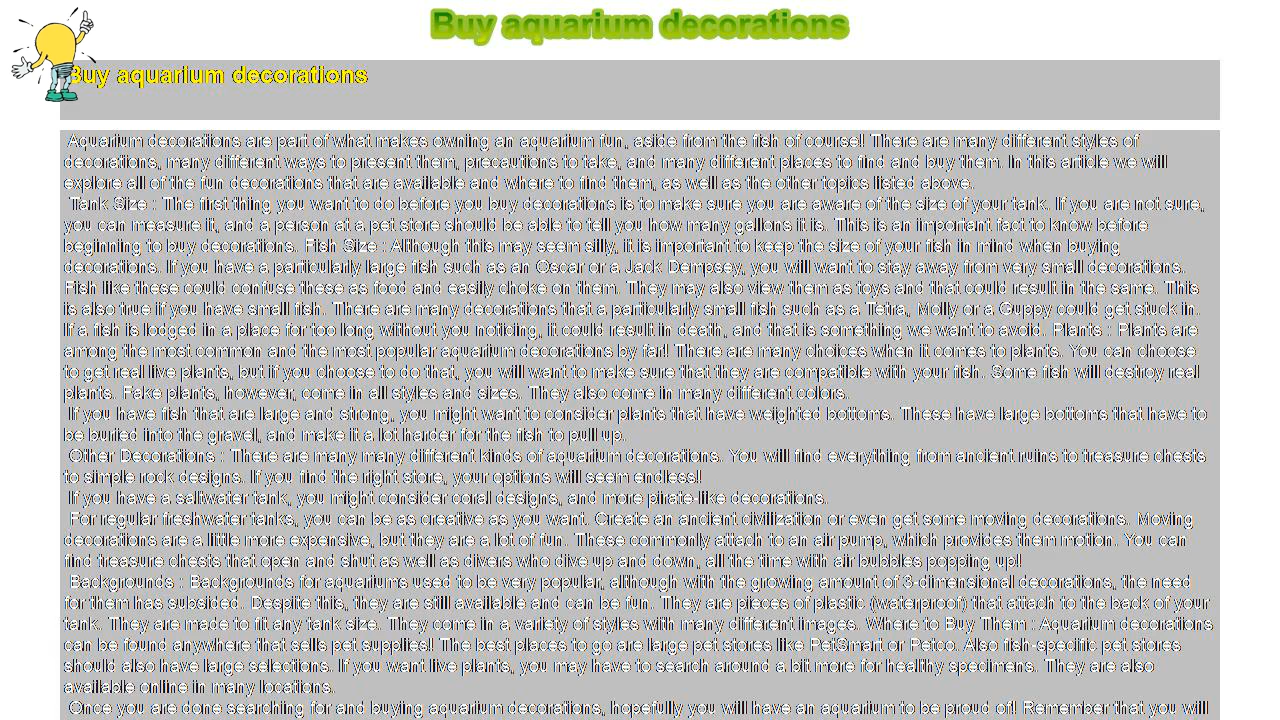 Buy aquarium decorations
Buy aquarium decorations
Aquarium decorations are part of what makes owning an aquarium fun, aside from the fish of course! There are many different styles of
decorations, many different ways to present them, precautions to take, and many different places to find and buy them. In this article we will
explore all of the fun decorations that are available and where to find them, as well as the other topics listed above.
Tank Size : The first thing you want to do before you buy decorations is to make sure you are aware of the size of your tank. If you are not sure,
you can measure it, and a person at a pet store should be able to tell you how many gallons it is. This is an important fact to know before
beginning to buy decorations. Fish Size : Although this may seem silly, it is important to keep the size of your fish in mind when buying
decorations. If you have a particularly large fish such as an Oscar or a Jack Dempsey, you will want to stay away from very small decorations.
Fish like these could confuse these as food and easily choke on them. They may also view them as toys and that could result in the same. This
is also true if you have small fish. There are many decorations that a particularly small fish such as a Tetra, Molly or a Guppy could get stuck in.
If a fish is lodged in a place for too long without you noticing, it could result in death, and that is something we want to avoid. Plants : Plants are
among the most common and the most popular aquarium decorations by far! There are many choices when it comes to plants. You can choose
to get real live plants, but if you choose to do that, you will want to make sure that they are compatible with your fish. Some fish will destroy real
plants. Fake plants, however, come in all styles and sizes. They also come in many different colors.
If you have fish that are large and strong, you might want to consider plants that have weighted bottoms. These have large bottoms that have to
be buried into the gravel, and make it a lot harder for the fish to pull up.
Other Decorations : There are many many different kinds of aquarium decorations. You will find everything from ancient ruins to treasure chests
to simple rock designs. If you find the right store, your options will seem endless!
If you have a saltwater tank, you might consider coral designs, and more pirate-like decorations.
For regular freshwater tanks, you can be as creative as you want. Create an ancient civilization or even get some moving decorations. Moving
decorations are a little more expensive, but they are a lot of fun. These commonly attach to an air pump, which provides them motion. You can
find treasure chests that open and shut as well as divers who dive up and down, all the time with air bubbles popping up!
Backgrounds : Backgrounds for aquariums used to be very popular, although with the growing amount of 3-dimensional decorations, the need
for them has subsided. Despite this, they are still available and can be fun. They are pieces of plastic (waterproof) that attach to the back of your
tank. They are made to fit any tank size. They come in a variety of styles with many different images. Where to Buy Them : Aquarium decorations
can be found anywhere that sells pet supplies! The best places to go are large pet stores like PetSmart or Petco. Also fish-specific pet stores
should also have large selections. If you want live plants, you may have to search around a bit more for healthy specimens. They are also
available online in many locations.
Once you are done searching for and buying aquarium decorations, hopefully you will have an aquarium to be proud of! Remember that you will